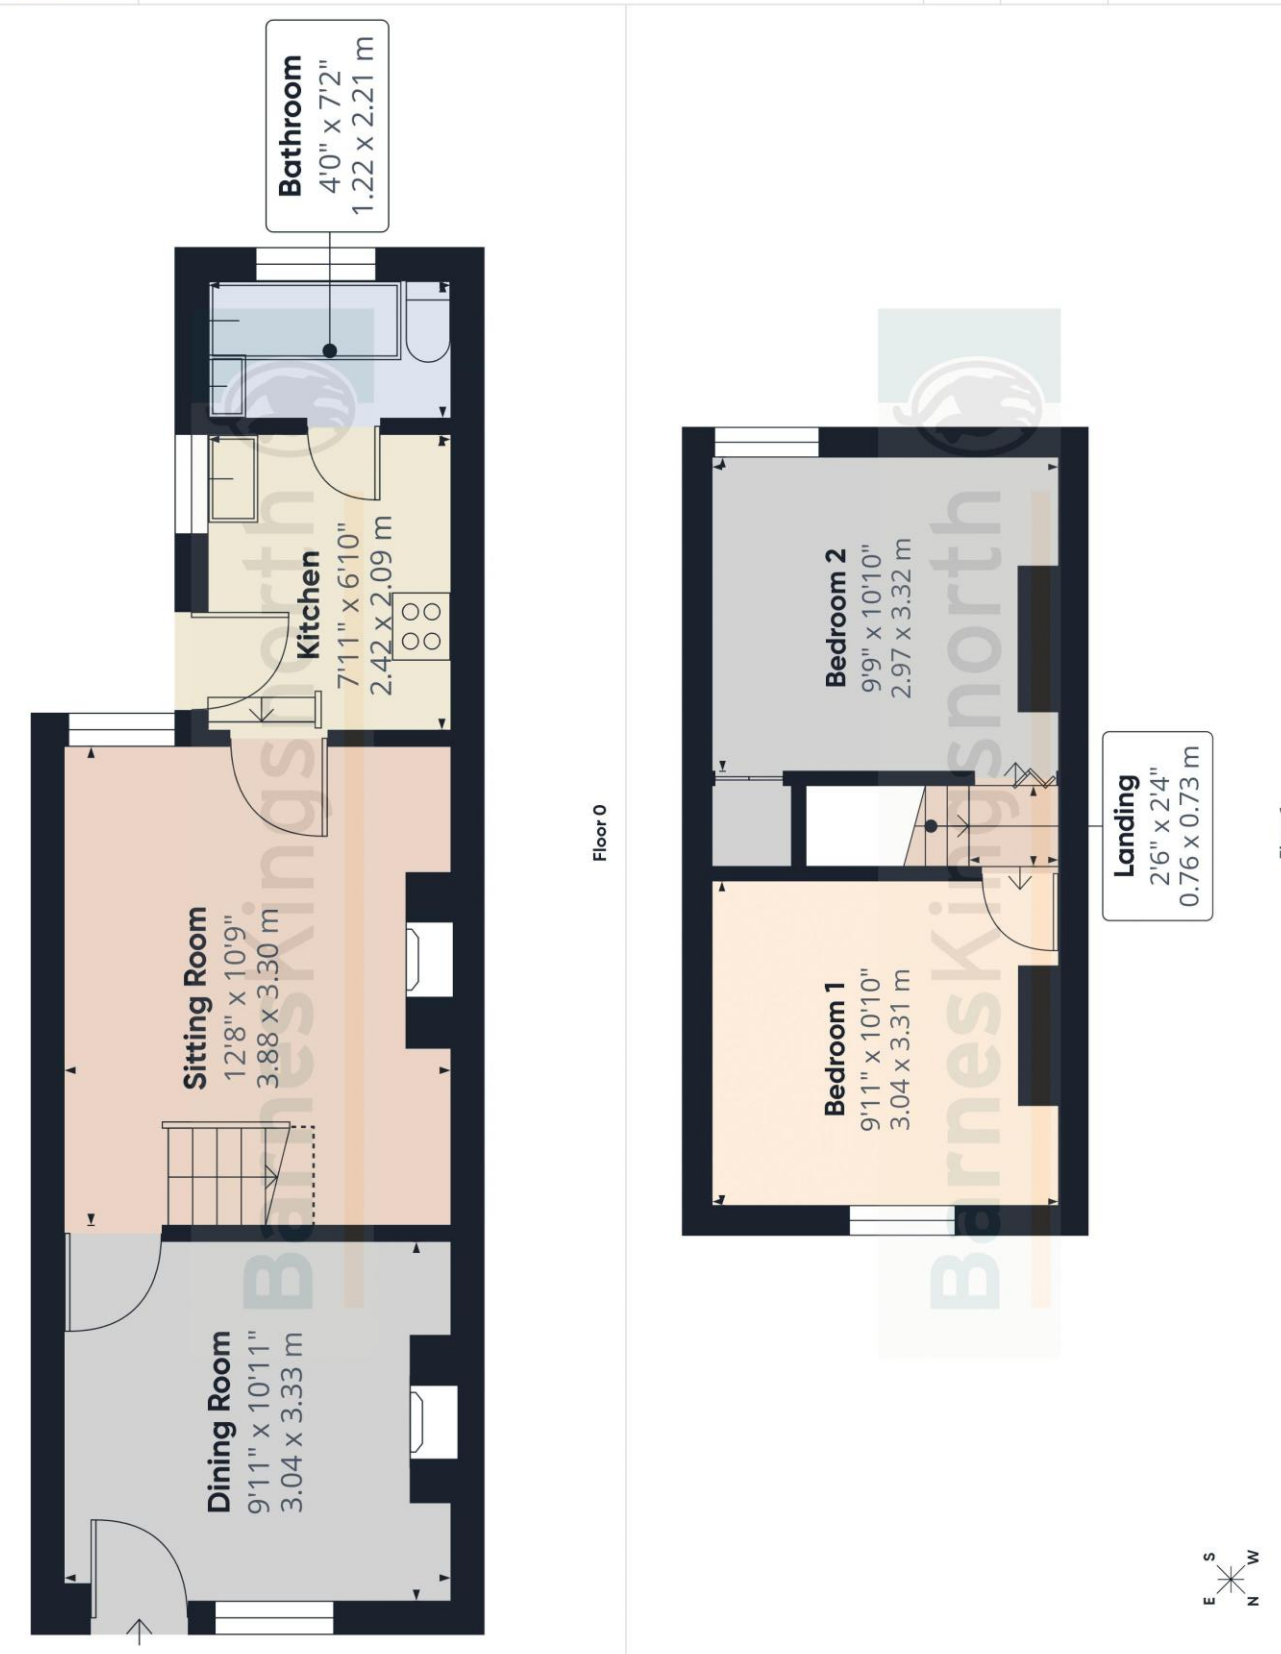 Bathroom
4'0" x 7'2"
1.22 x 2.21 m
Kitchen
7'11" x 6'10"
2.42 x 2.09 m
Sitting Room
12'8" x 10'9"
3.88 x 3.30 m
Dining Room
9'11" x 10'11"
3.04 x 3.33 m
BarnesKingsnorth
Floor 0
Bedroom 2
9'9" x 10'10"
2.97 x 3.32 m
Landing
2'6" x 2'4"
0.76 x 0.73 m
Bedroom 1
9'11" x 10'10"
3.04 x 3.31 m
BarnesKingsnorth
E S
N W